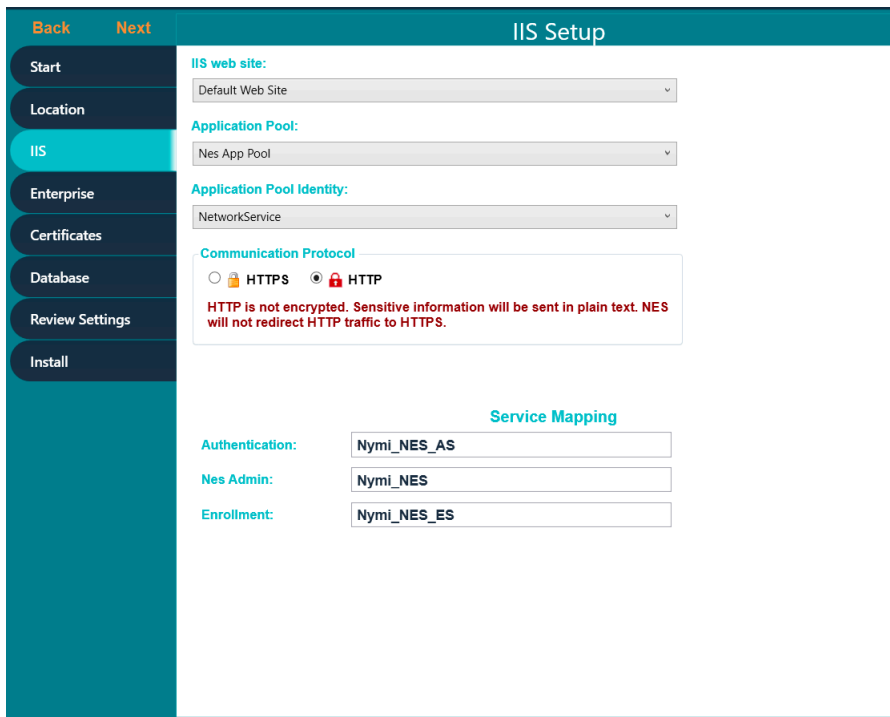 Back Next
IIS Setup
Start
Location
IIS
Enterprise
Certificates
Database
Review Settings
Install
IIS web site:
Default Web Site
Application Pool:
Nes App Pool
Application Pool Identity:
NetworkService
Communication Protocol
HTTPS HTTP
HTTP is not encrypted. Sensitive information will be sent in plain text. NES
will not redirect HTTP traffic to HTTPS.
Service Mapping
Authentication: Nymi_NES_AS
Nes Admin: Nymi_NES
Enrollment: Nymi_NES_ES